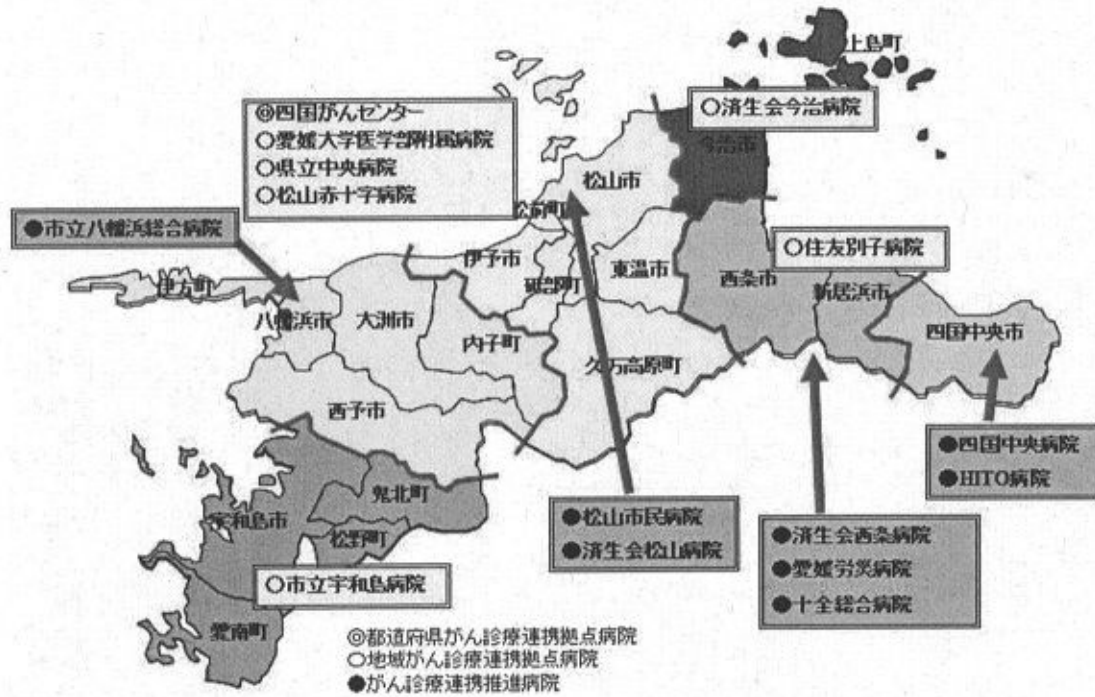 上島町
○済生会今治病院
◎四国がんセンター
○愛媛大学医学部附属病院
○県立中央病院
○松山赤十字病院
今治市
松山市
松前町
●市立八幡浜総合病院
○住友別子病院
伊予市
砥部町
東温市
西条市
新居浜市
伊方町
八幡浜市
大洲市
内子町
久万高原町
四国中央市
西予市
●四国中央病院
●HITO病院
鬼北町
宇和島市
松野町
●松山市民病院
●済生会松山病院
●済生会西条病院
●愛媛労災病院
●十全総合病院
○市立宇和島病院
愛南町
◎都道府県がん診療連携拠点病院
○地域がん診療連携拠点病院
●がん診療連携推進病院